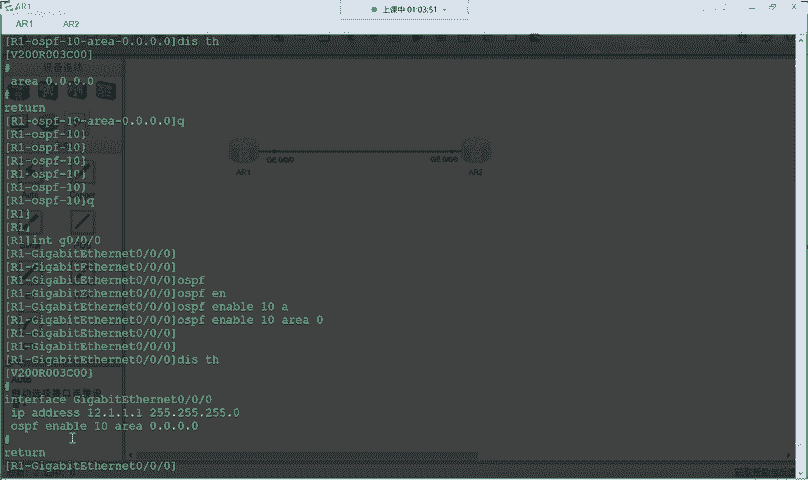 AR1
上课中 01:03:51
AR1 AR2
[R1-ospf-10-area-0.0.0.0]dis th
[V200R003C00]
#
area 0.0.0.0
#
return
[R1-ospf-10-area-0.0.0.0]q
[R1-ospf-10]
[R1-ospf-10]
[R1-ospf-10]
[R1-ospf-10]
[R1-ospf-10]
[R1-ospf-10]q
[R1]
[R1]
[R1]int g0/0/0
[R1-GigabitEthernet0/0/0]
[R1-GigabitEthernet0/0/0]
[R1-GigabitEthernet0/0/0]ospf
[R1-GigabitEthernet0/0/0]ospf en
[R1-GigabitEthernet0/0/0]ospf enable 10 a
[R1-GigabitEthernet0/0/0]ospf enable 10 area 0
[R1-GigabitEthernet0/0/0]
[R1-GigabitEthernet0/0/0]
[R1-GigabitEthernet0/0/0]dis th
[V200R003C00]
#
interface GigabitEthernet0/0/0
ip address 12.1.1.1 255.255.255.0
ospf enable 10 area 0.0.0.0
#
return
[R1-GigabitEthernet0/0/0]
设备连线
GE 0/0/0 GE 0/0/0
AR1 AR2
Auto